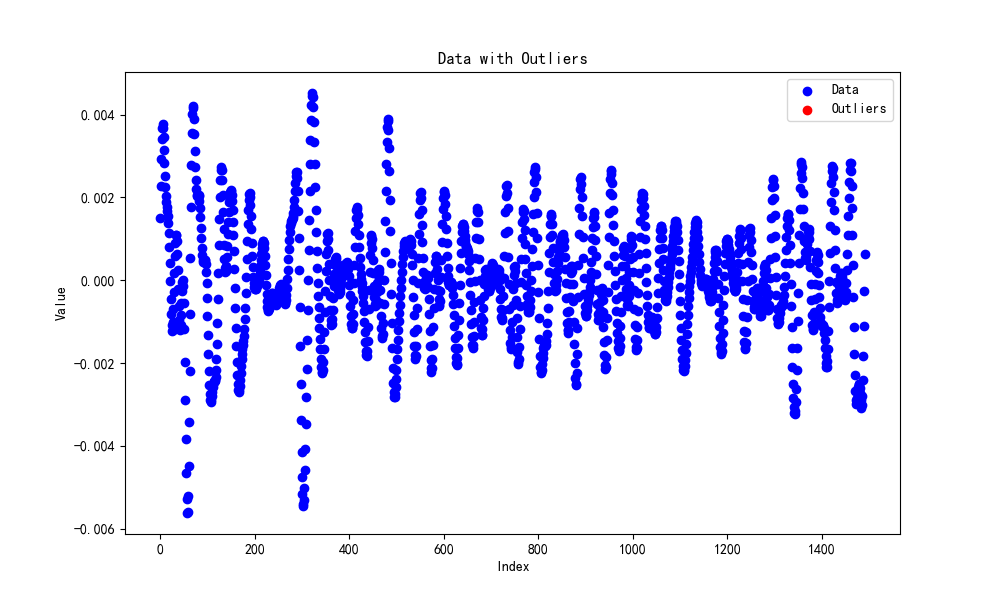 Data with Outliers
Data
Outliers
0.004
0.002
0.000
-0.002
-0.004
-0.006
Value
0 200 400 600 800 1000 1200 1400
Index